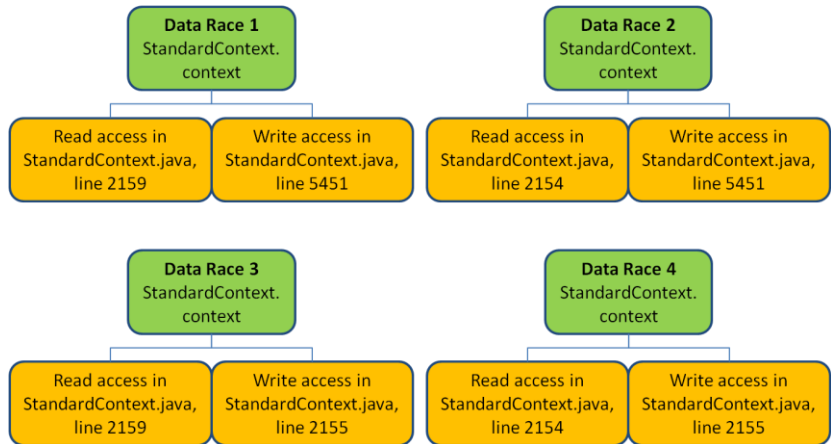 Data Race 1
StandardContext.
context
Read access in
StandardContext.java,
line 2159
Write access in
StandardContext.java,
line 5451
Data Race 2
StandardContext.
context
Read access in
StandardContext.java,
line 2154
Write access in
StandardContext.java,
line 5451
Data Race 3
StandardContext.
context
Read access in
StandardContext.java,
line 2159
Write access in
StandardContext.java,
line 2155
Data Race 4
StandardContext.
context
Read access in
StandardContext.java,
line 2154
Write access in
StandardContext.java,
line 2155